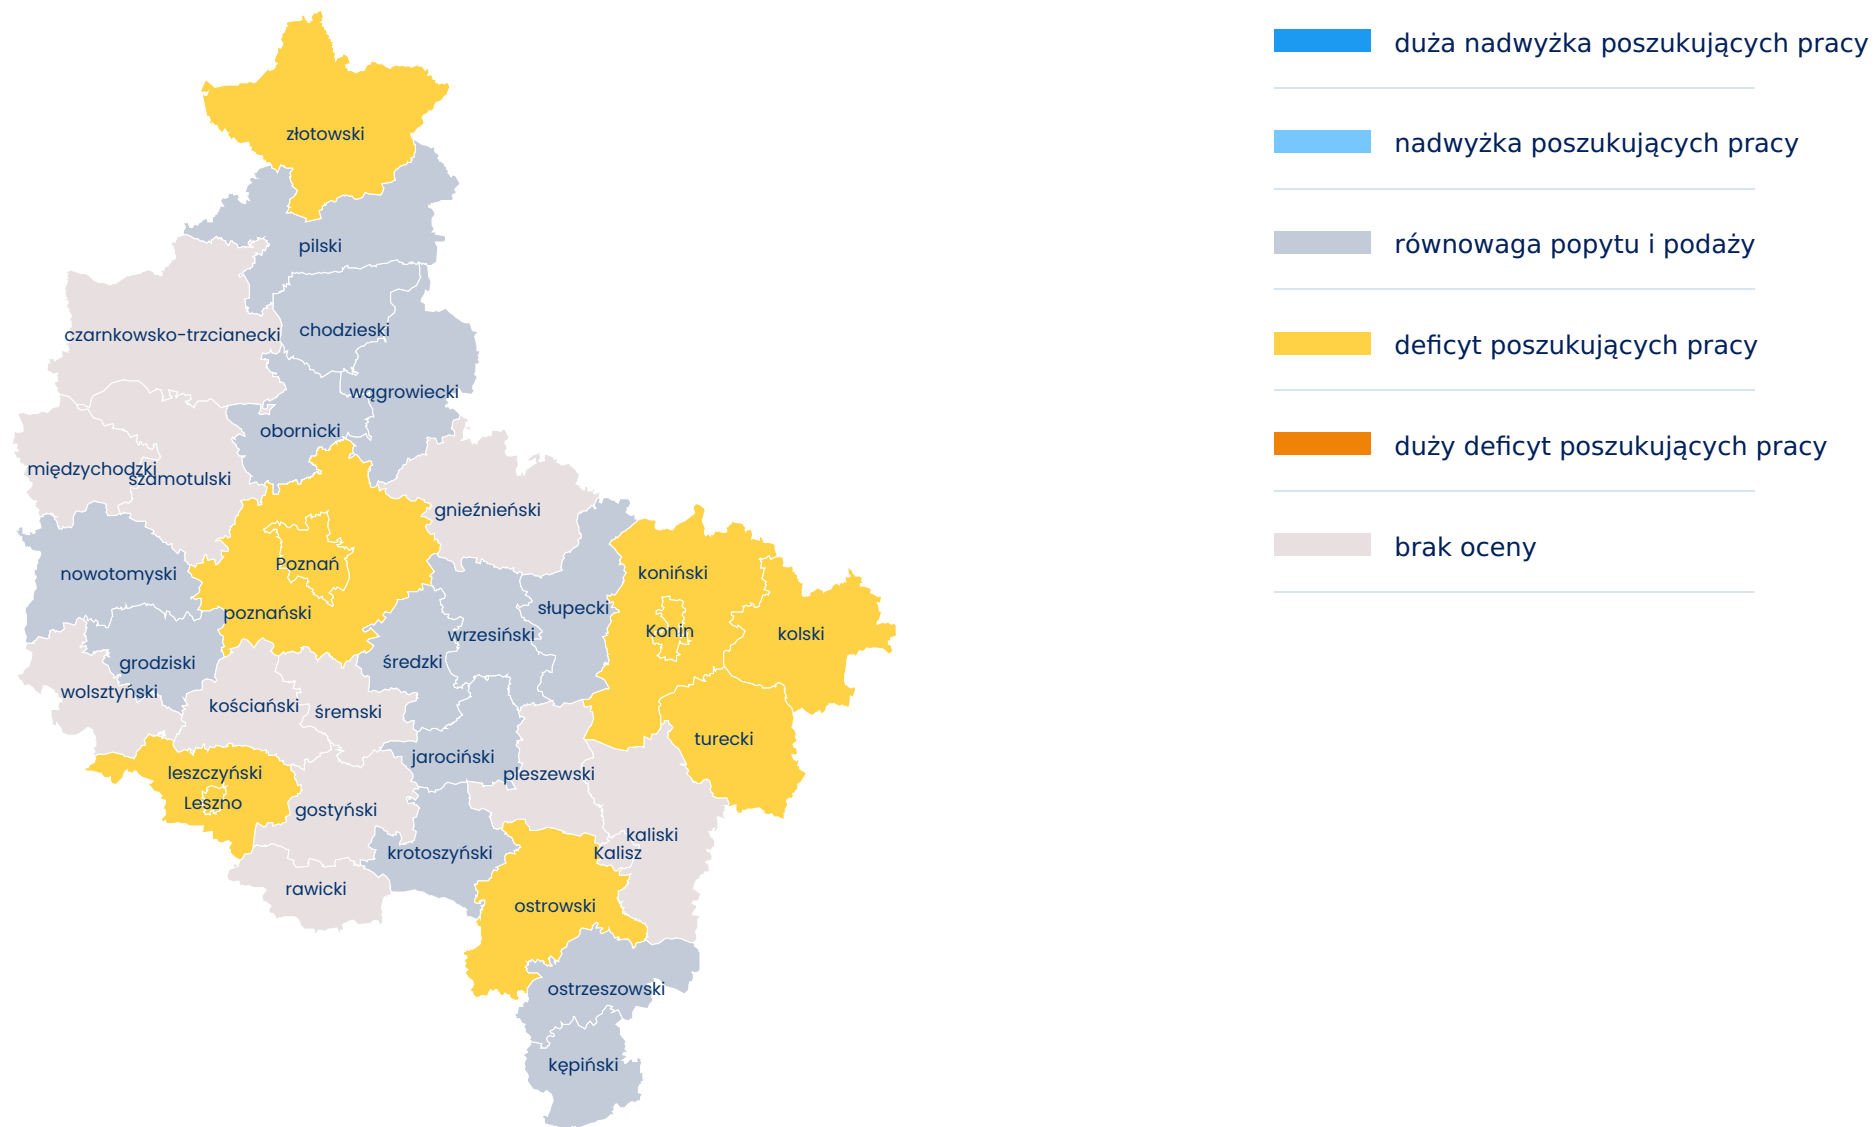 złotowski
pilski
czarnkowsko-trzcianecki
chodzieski
wągrowiecki
obornicki
międzychodzki
szamotulski
gnieźnieński
Poznań
nowotomyski
koniński
poznański
słupecki
Konin
wrzesiński
kolski
grodziski
średzki
wolsztyński
kościański
śremski
turecki
jarociński
leszczyński
pleszewski
Leszno
gostyński
kaliski
krotoszyński
Kalisz
rawicki
ostrowski
ostrzeszowski
kępiński
duża nadwyżka poszukujących pracy
nadwyżka poszukujących pracy
równowaga popytu i podaży
deficyt poszukujących pracy
duży deficyt poszukujących pracy
brak oceny